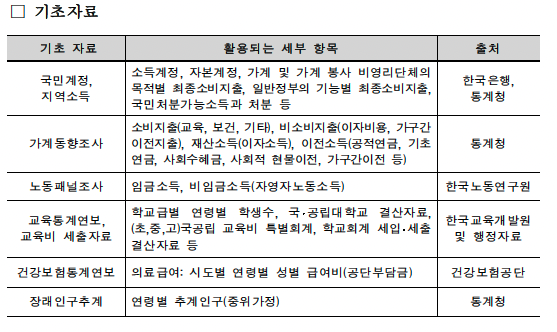 □ 기초자료
기초 자료 활용되는 세부 항목 출처
국민계정,
지역소득
소득계정, 자본계정, 가계 및 가계 봉사 비영리단체의
목적별 최종소비지출, 일반정부의 기능별 최종소비지출,
국민처분가능소득과 처분 등
한국은행,
통계청
가계동향조사
소비지출(교육, 보건, 기타), 비소비지출(이자비용, 가구간
이전지출), 재산소득(이자소득), 이전소득(공적연금, 기초
연금, 사회수혜금, 사회적 현물이전, 가구간이전 등)
통계청
노동패널조사
임금소득, 비임금소득(자영자노동소득)
한국노동연구원
교육통계연보,
교육비 세출자료
학교급별 연령별 학생수, 국·공립대학교 결산자료,
(초,중,고)국공립 교육비 특별회계, 학교회계 세입·세출
결산자료 등
한국교육개발원
및 행정자료
건강보험통계연보
의료급여: 시도별 연령별 성별 급여비(공단부담금)
건강보험공단
장래인구추계
연령별 추계인구(중위가정)
통계청